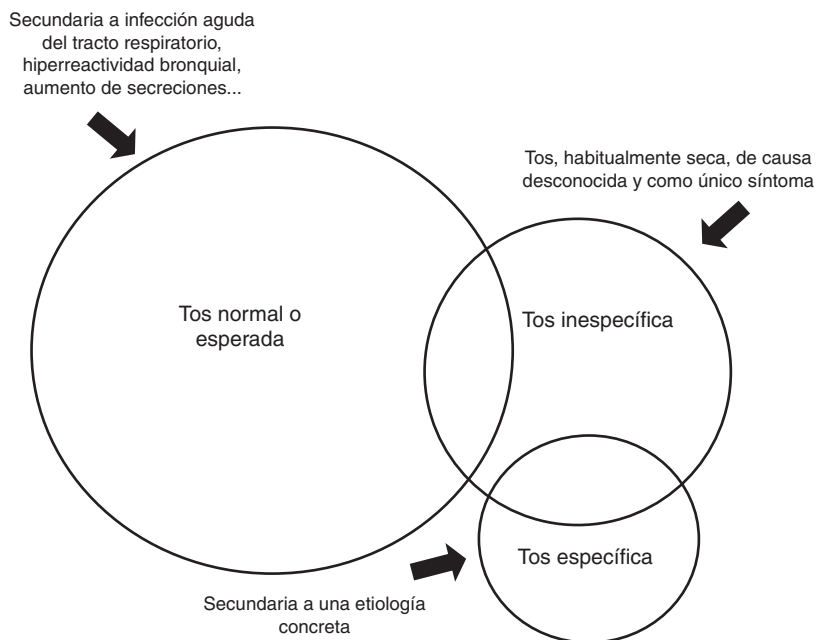 Secundaria a infección aguda
del tracto respiratorio,
hiperreactividad bronquial,
aumento de secreciones...
Tos, habitualmente seca, de causa
desconocida y como único síntoma
Tos normal o
esperada
Tos inespecífica
Tos específica
Secundaria a una etiología
concreta